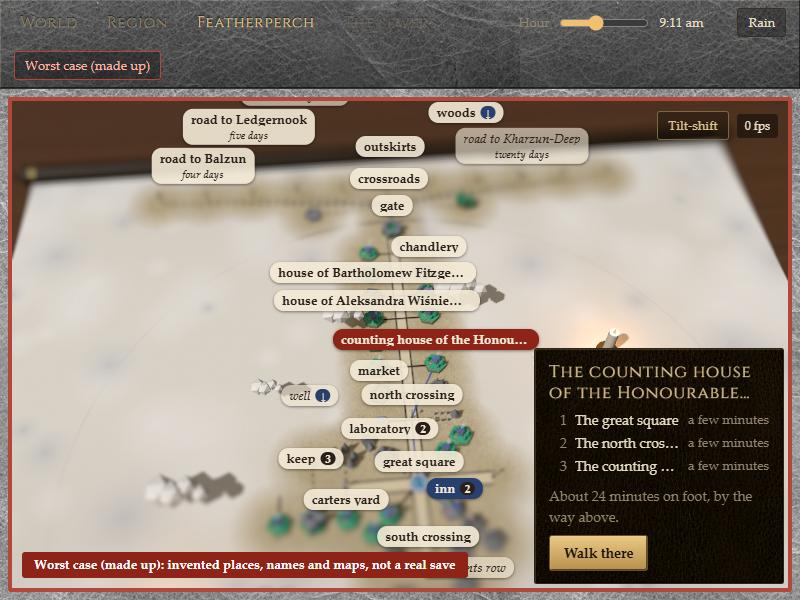 WORLD
REGION
FEATHERPERCH
Hour
9:11 am
Rain
Worst case (made up)
Tilt-shift
0 fps
woods
road to Ledgernook
five days
road to Kharzun-Deep
twenty days
outskirts
road to Balzun
four days
crossroads
gate
chandlery
house of Bartholomew Fitzge...
house of Aleksandra Wiśnie...
counting house of the Honou...
market
well
north crossing
laboratory 2
keep 3
great square
inn 2
carters yard
south crossing
nts row
THE COUNTING HOUSE
OF THE HONOURABLE...
1 The great square a few minutes
2 The north cros... a few minutes
3 The counting ... a few minutes
About 24 minutes on foot, by the
way above.
Walk there
Worst case (made up): invented places, names and maps, not a real save